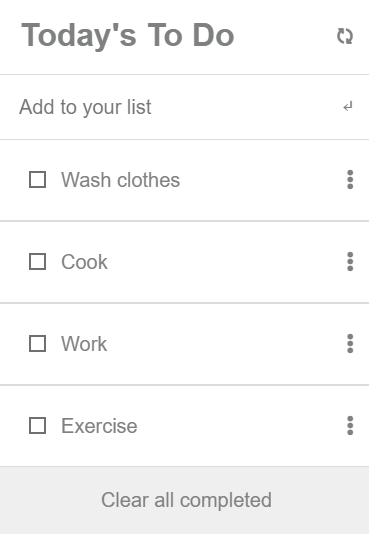 Today's To Do
Add to your list
Wash clothes
Cook
Work
Exercise
Clear all completed